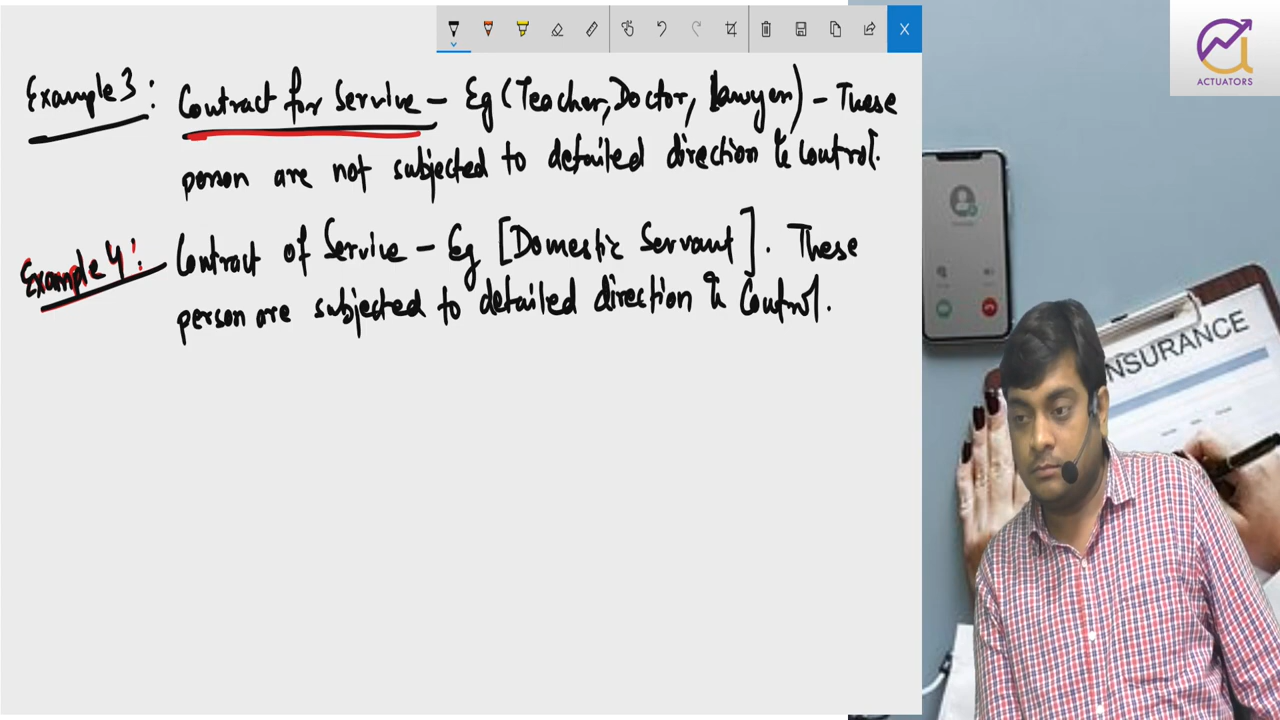 Example 3: Contract for Service - Eg (Teacher, Doctor, Lawyer) - These
person are not subjected to detailed direction & Control.
Example 4: Contract of Service - Eg [Domestic Servant]. These
person are subjected to detailed direction & Control.
ACTUATORS
INSURANCE